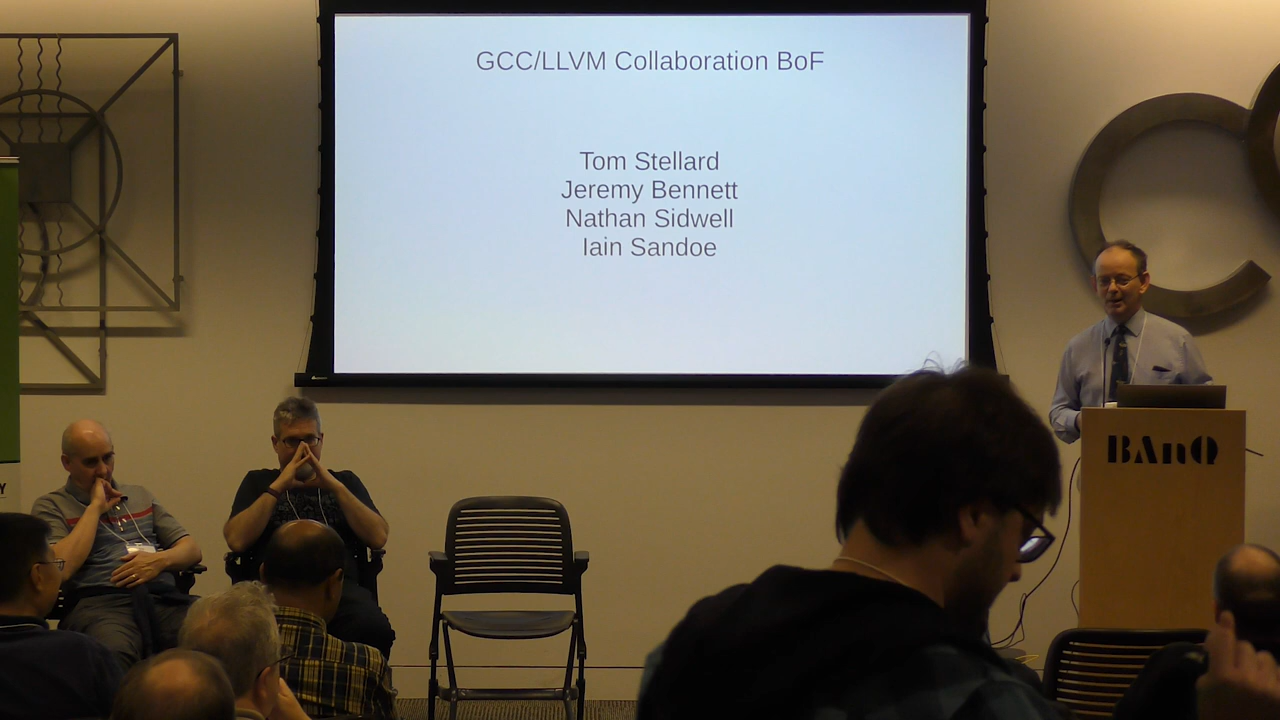 GCC/LLVM Collaboration BoF
Tom Stellard
Jeremy Bennett
Nathan Sidwell
Iain Sandoe
BAnQ
Y